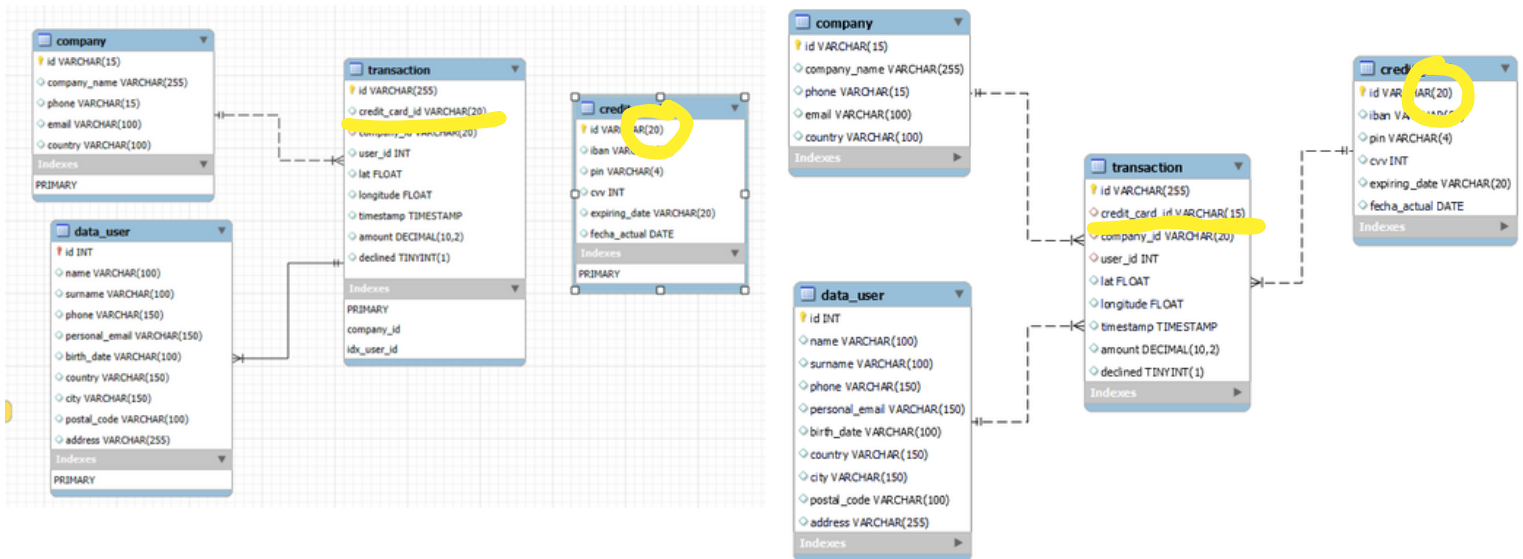 company
id VARCHAR(15)
company_name VARCHAR(255)
phone VARCHAR(15)
email VARCHAR(100)
country VARCHAR(100)
Indexes
PRIMARY
data_user
id INT
name VARCHAR(100)
surname VARCHAR(100)
phone VARCHAR(150)
personal_email VARCHAR(150)
birth_date VARCHAR(100)
country VARCHAR(150)
city VARCHAR(150)
postal_code VARCHAR(100)
address VARCHAR(255)
Indexes
PRIMARY
transaction
id VARCHAR(255)
credit_card_id VARCHAR(20)
company_id VARCHAR(20)
user_id INT
lat FLOAT
longitude FLOAT
timestamp TIMESTAMP
amount DECIMAL(10,2)
declined TINYINT(1)
Indexes
PRIMARY
company_id
idx_user_id
credit
id VARCHAR(20)
iban
pin VARCHAR(4)
cvv INT
expiring_date VARCHAR(20)
fecha_actual DATE
Indexes
PRIMARY
company
id VARCHAR(15)
company_name VARCHAR(255)
phone VARCHAR(15)
email VARCHAR(100)
country VARCHAR(100)
Indexes
data_user
id INT
name VARCHAR(100)
surname VARCHAR(100)
phone VARCHAR(150)
personal_email VARCHAR(150)
birth_date VARCHAR(100)
country VARCHAR(150)
city VARCHAR(150)
postal_code VARCHAR(100)
address VARCHAR(255)
Indexes
transaction
id VARCHAR(255)
credit_card_id VARCHAR(15)
company_id VARCHAR(20)
user_id INT
lat FLOAT
longitude FLOAT
timestamp TIMESTAMP
amount DECIMAL(10,2)
declined TINYINT(1)
Indexes
id VARCHAR(20)
iban
pin VARCHAR(4)
cvv INT
expiring_date VARCHAR(20)
fecha_actual DATE
Indexes